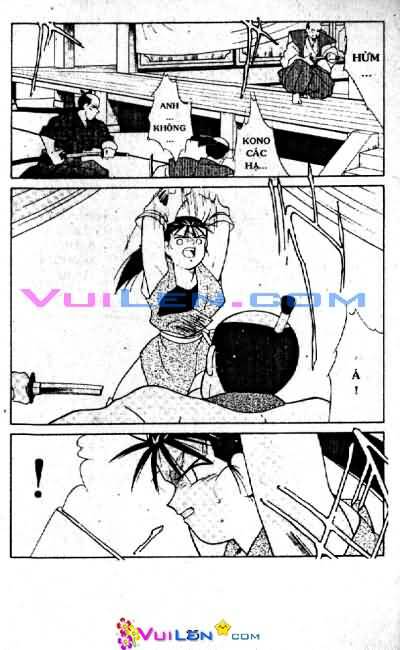 HỪM
...
ANH
...
KHÔNG
...
KONO
CÁC
HẠ...
VUILEN.COM
Á
!
!
VUILEN.COM